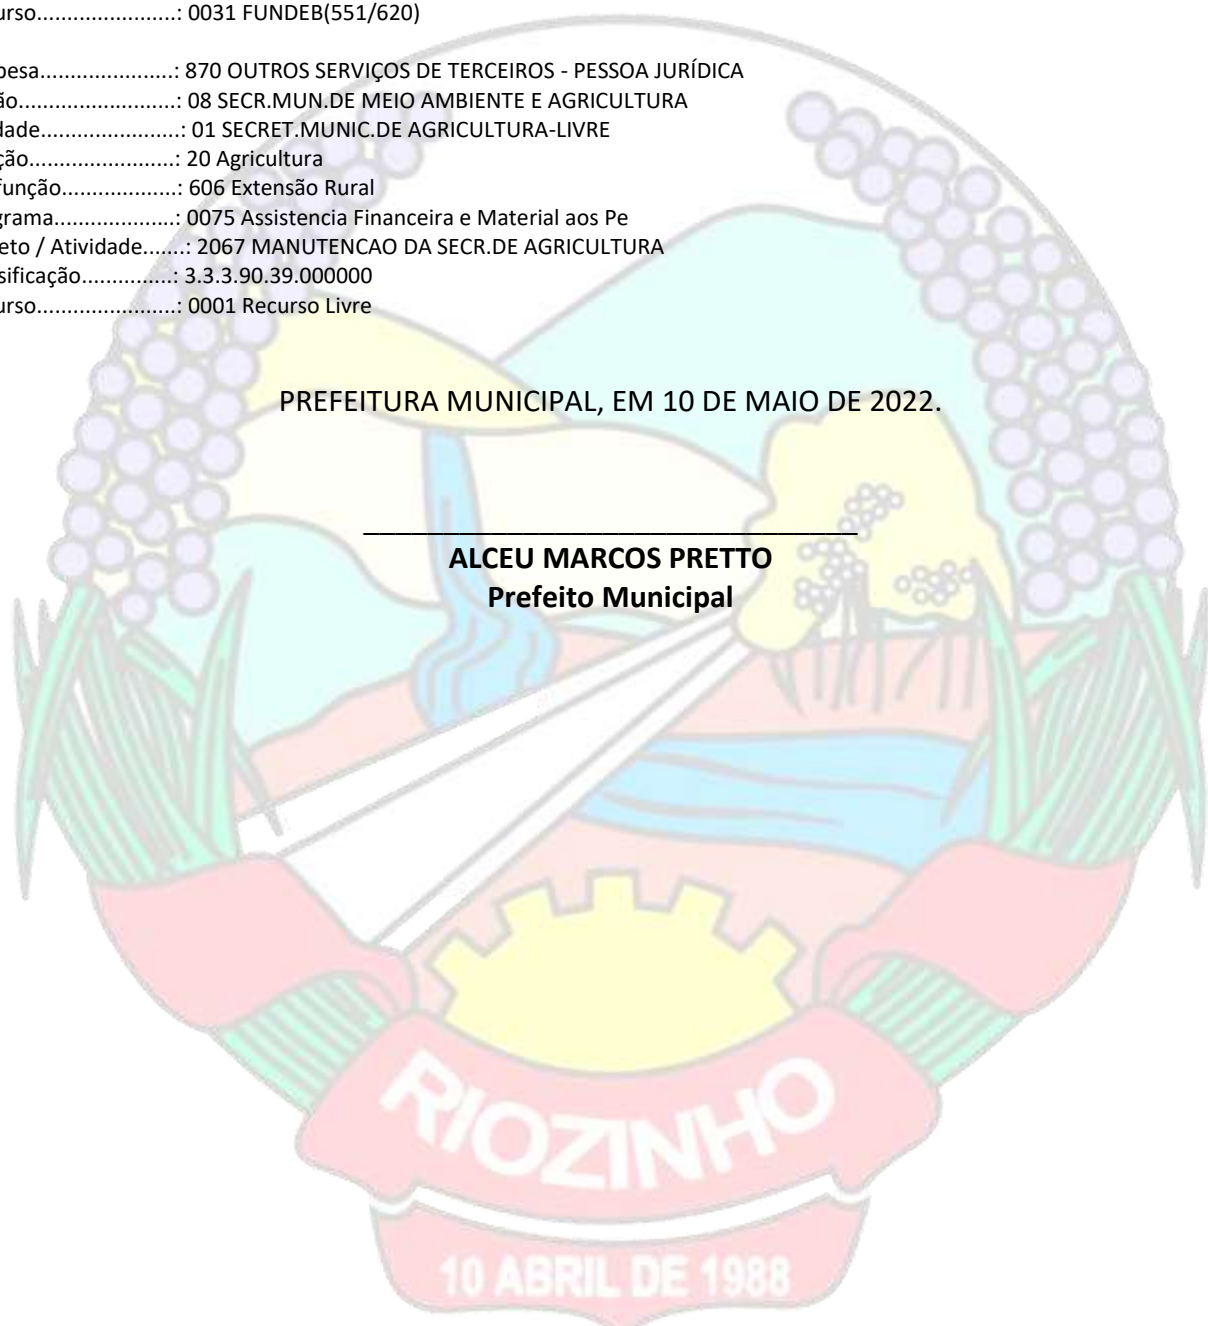 urso......................: 0031 FUNDEB(551/620)
pesa.....................: 870 OUTROS SERVIÇOS DE TERCEIROS - PESSOA JURÍDICA
ão.........................: 08 SECR.MUN.DE MEIO AMBIENTE E AGRICULTURA
dade......................: 01 SECRET.MUNIC.DE AGRICULTURA-LIVRE
ção.......................: 20 Agricultura
função..................: 606 Extensão Rural
grama...................: 0075 Assistencia Financeira e Material aos Pe
eto / Atividade.......: 2067 MANUTENCAO DA SECR.DE AGRICULTURA
sificação...............: 3.3.3.90.39.000000
urso......................: 0001 Recurso Livre
PREFEITURA MUNICIPAL, EM 10 DE MAIO DE 2022.
__________________________________
ALCEU MARCOS PRETTO
Prefeito Municipal
RIOZINHO
10 ABRIL DE 1988